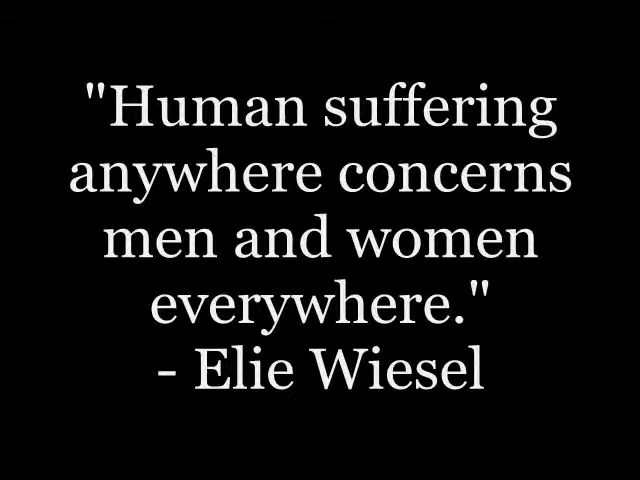 "Human suffering
anywhere concerns
men and women
everywhere."
- Elie Wiesel